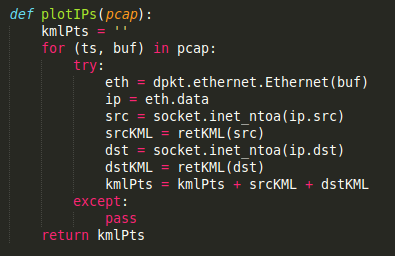 def plotIPs(pcap):
    kmlPts = ''
    for (ts, buf) in pcap:
        try:
            eth = dpkt.ethernet.Ethernet(buf)
            ip = eth.data
            src = socket.inet_ntoa(ip.src)
            srcKML = retKML(src)
            dst = socket.inet_ntoa(ip.dst)
            dstKML = retKML(dst)
            kmlPts = kmlPts + srcKML + dstKML
        except:
            pass
    return kmlPts